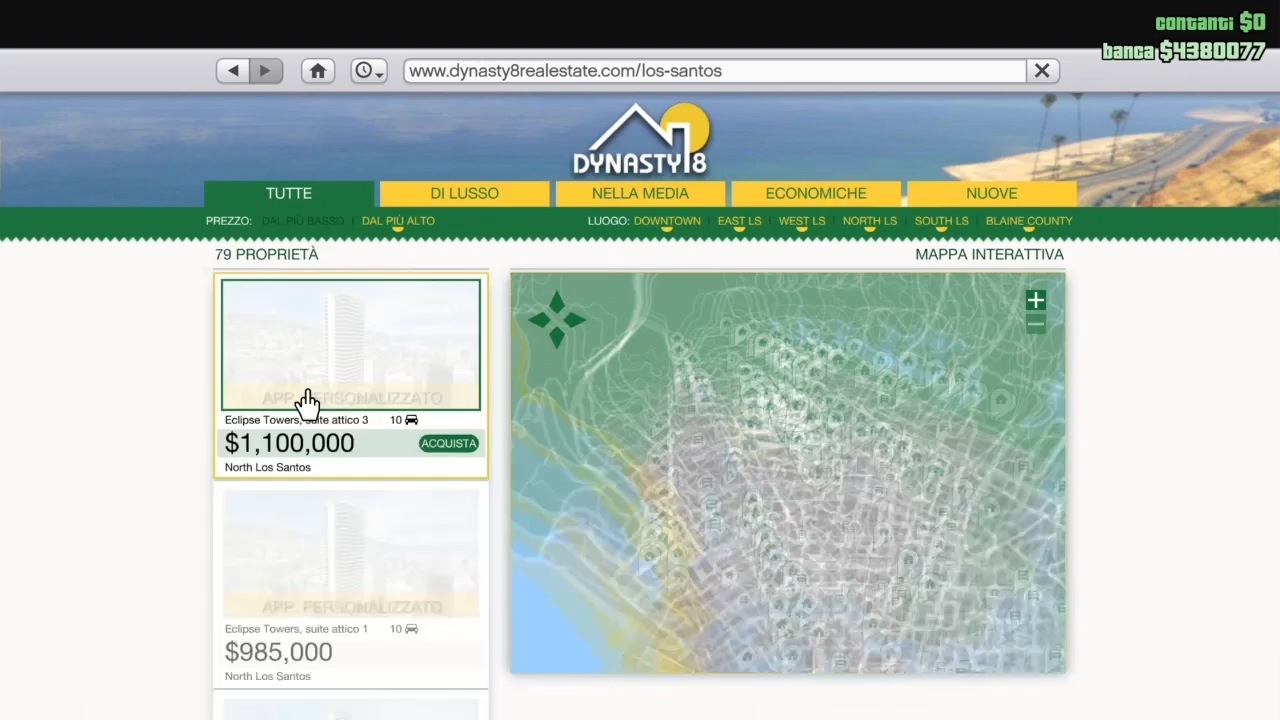 contanti $0
banca $4380077
www.dynasty8realestate.com/los-santos
DYNASTY 8
TUTTE
DI LUSSO
NELLA MEDIA
ECONOMICHE
NUOVE
PREZZO: DAL PIÙ BASSO | DAL PIÙ ALTO
LUOGO: DOWNTOWN | EAST LS | WEST LS | NORTH LS | SOUTH LS | BLAINE COUNTY
79 PROPRIETÀ
MAPPA INTERATTIVA
APP. PERSONALIZZATO
Eclipse Towers, suite attico 3 10
$1,100,000 ACQUISTA
North Los Santos
APP. PERSONALIZZATO
Eclipse Towers, suite attico 1 10
$985,000
North Los Santos